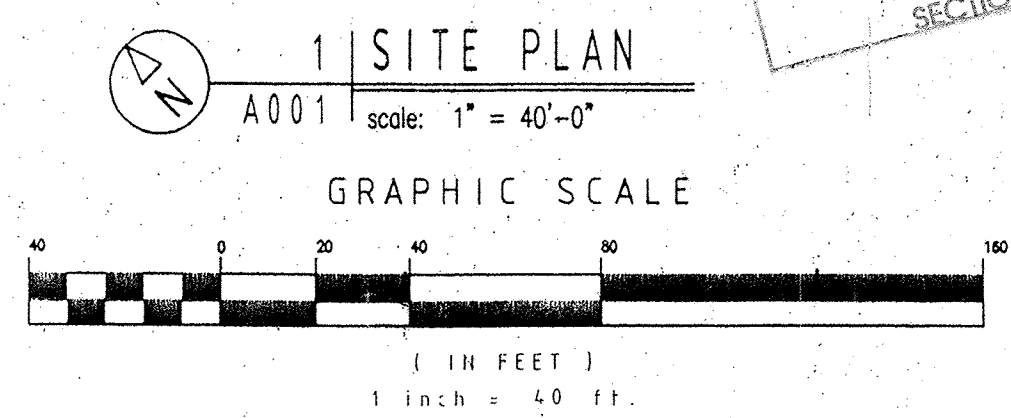 SECTIO
1 SITE PLAN
N
A001 scale: 1" = 40'-0"
GRAPHIC SCALE
40 0 20 40 80 160
( IN FEET )
1 inch = 40 ft.